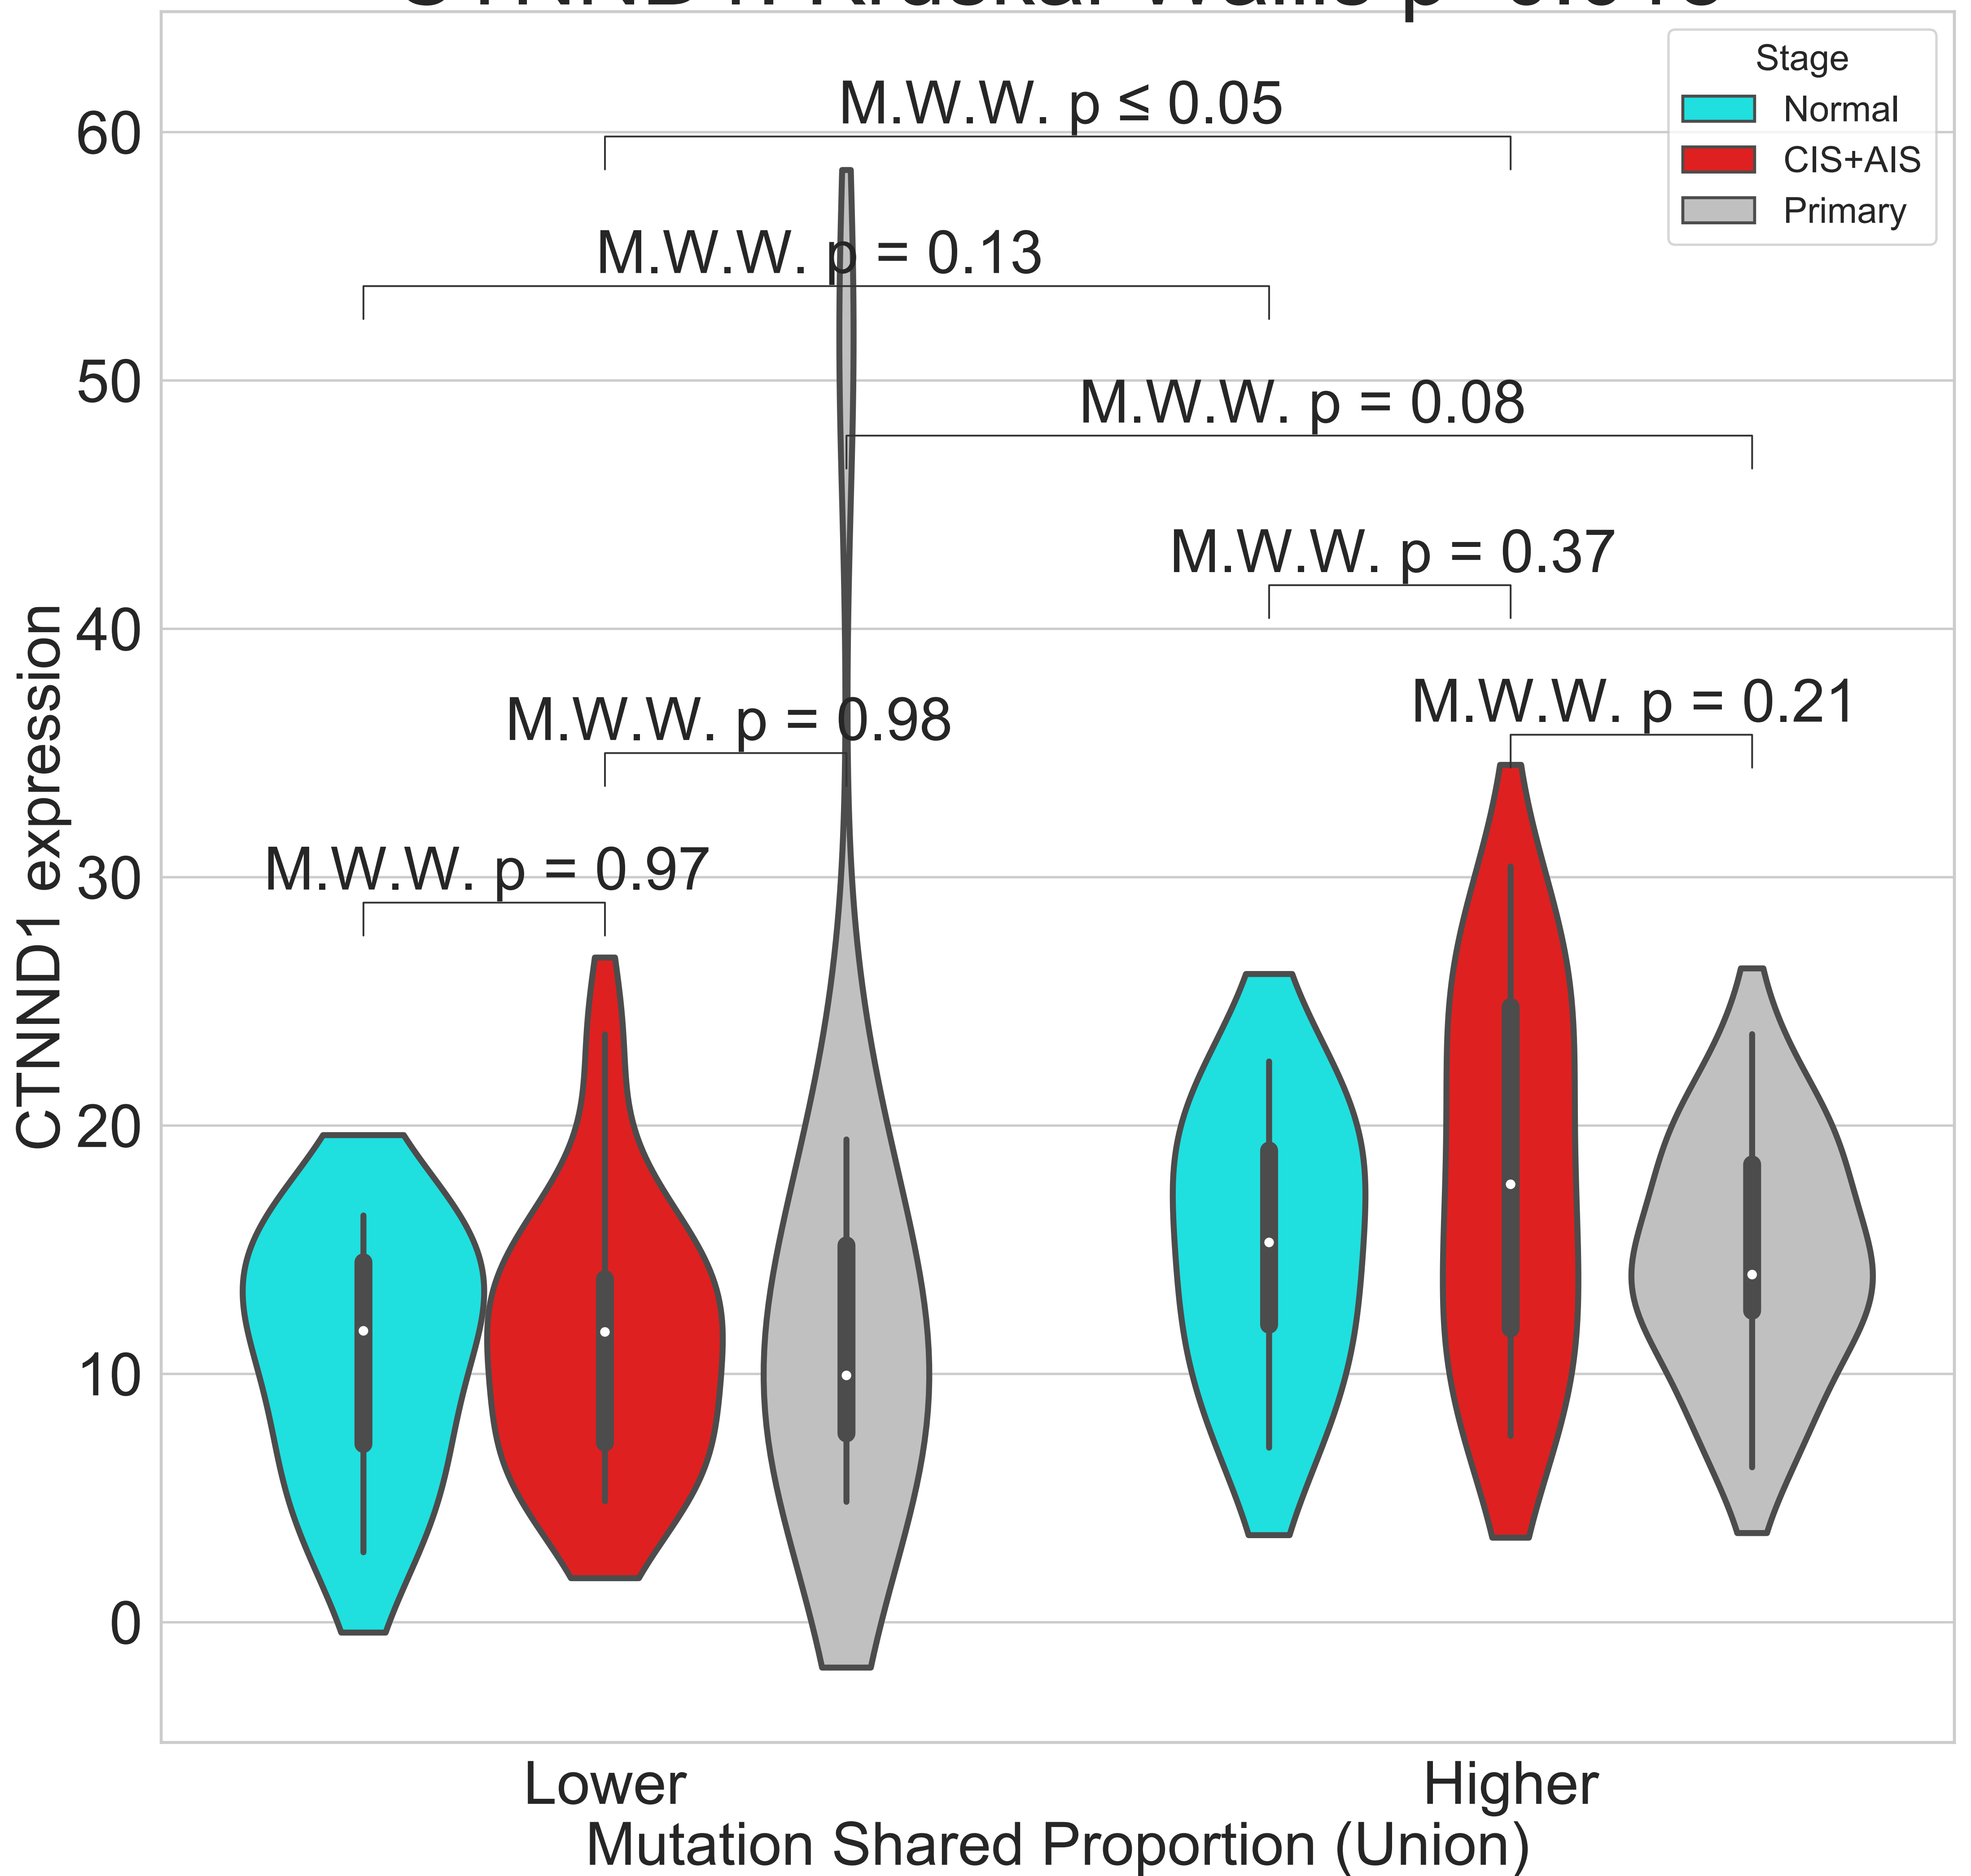 Stage
Normal
CIS+AIS
Primary
M.W.W. p ≤ 0.05
M.W.W. p = 0.13
M.W.W. p = 0.08
M.W.W. p = 0.37
M.W.W. p = 0.21
M.W.W. p = 0.98
M.W.W. p = 0.97
CTNND1 expression
60
50
40
30
20
10
0
Lower
Higher
Mutation Shared Proportion (Union)